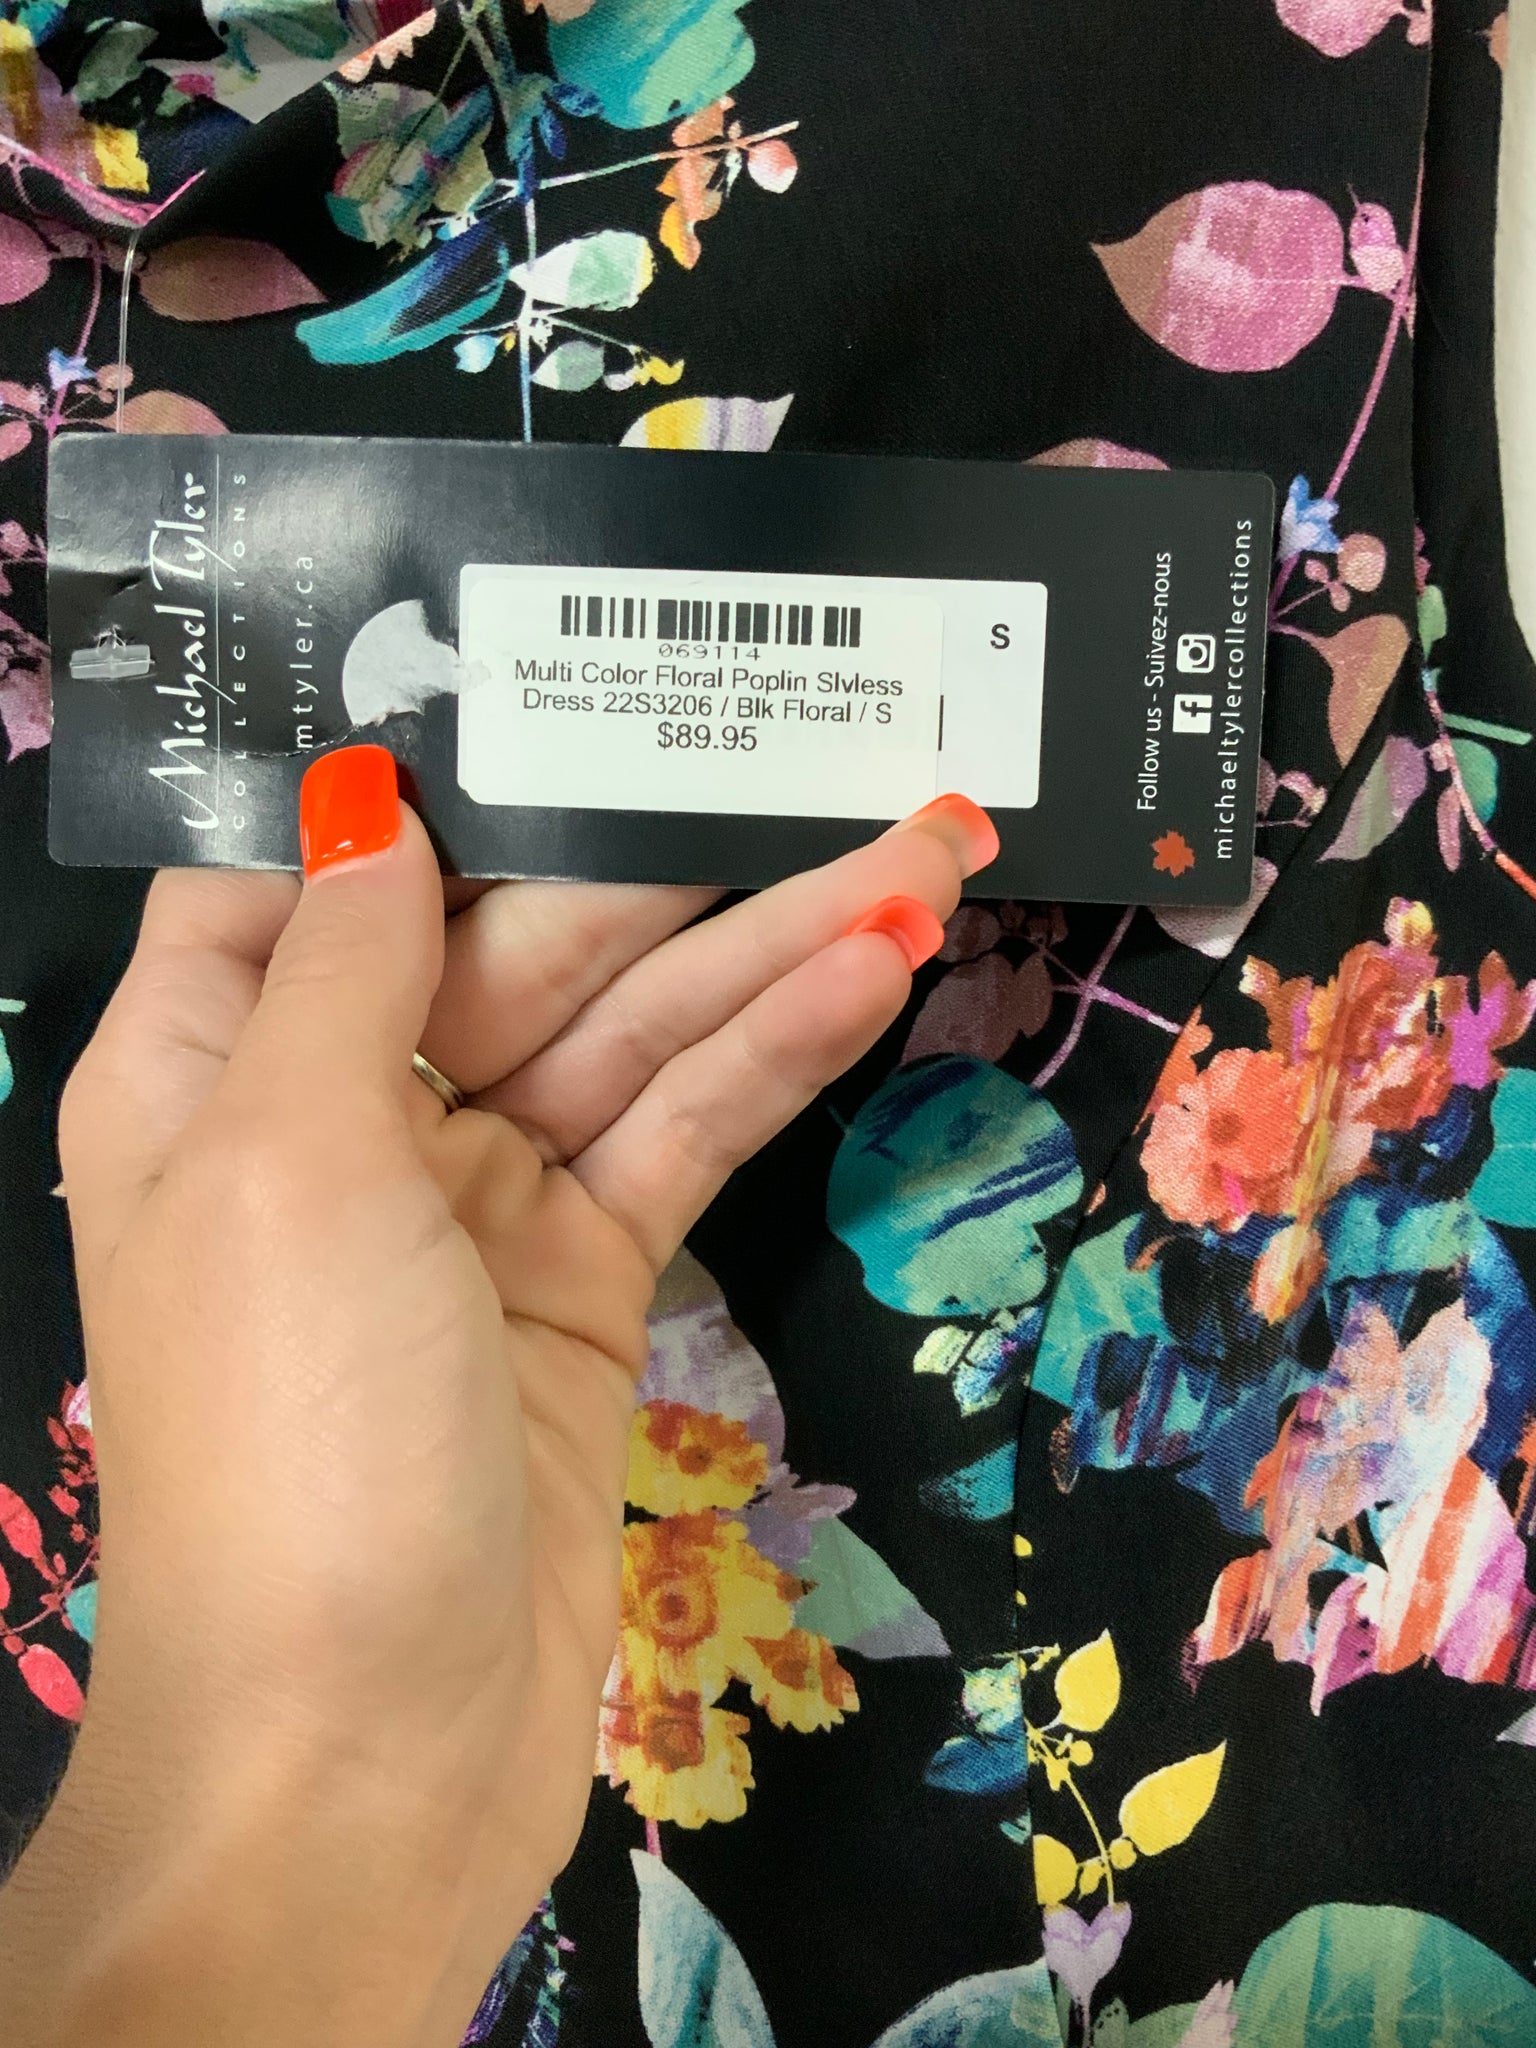 Michael Tyler
COLLECTIONS
mtyler.ca
069114
Multi Color Floral Poplin Slvless
Dress 22S3206 / Blk Floral / S
$89.95
S
Follow us - Suivez-nous
michaeltylercollections